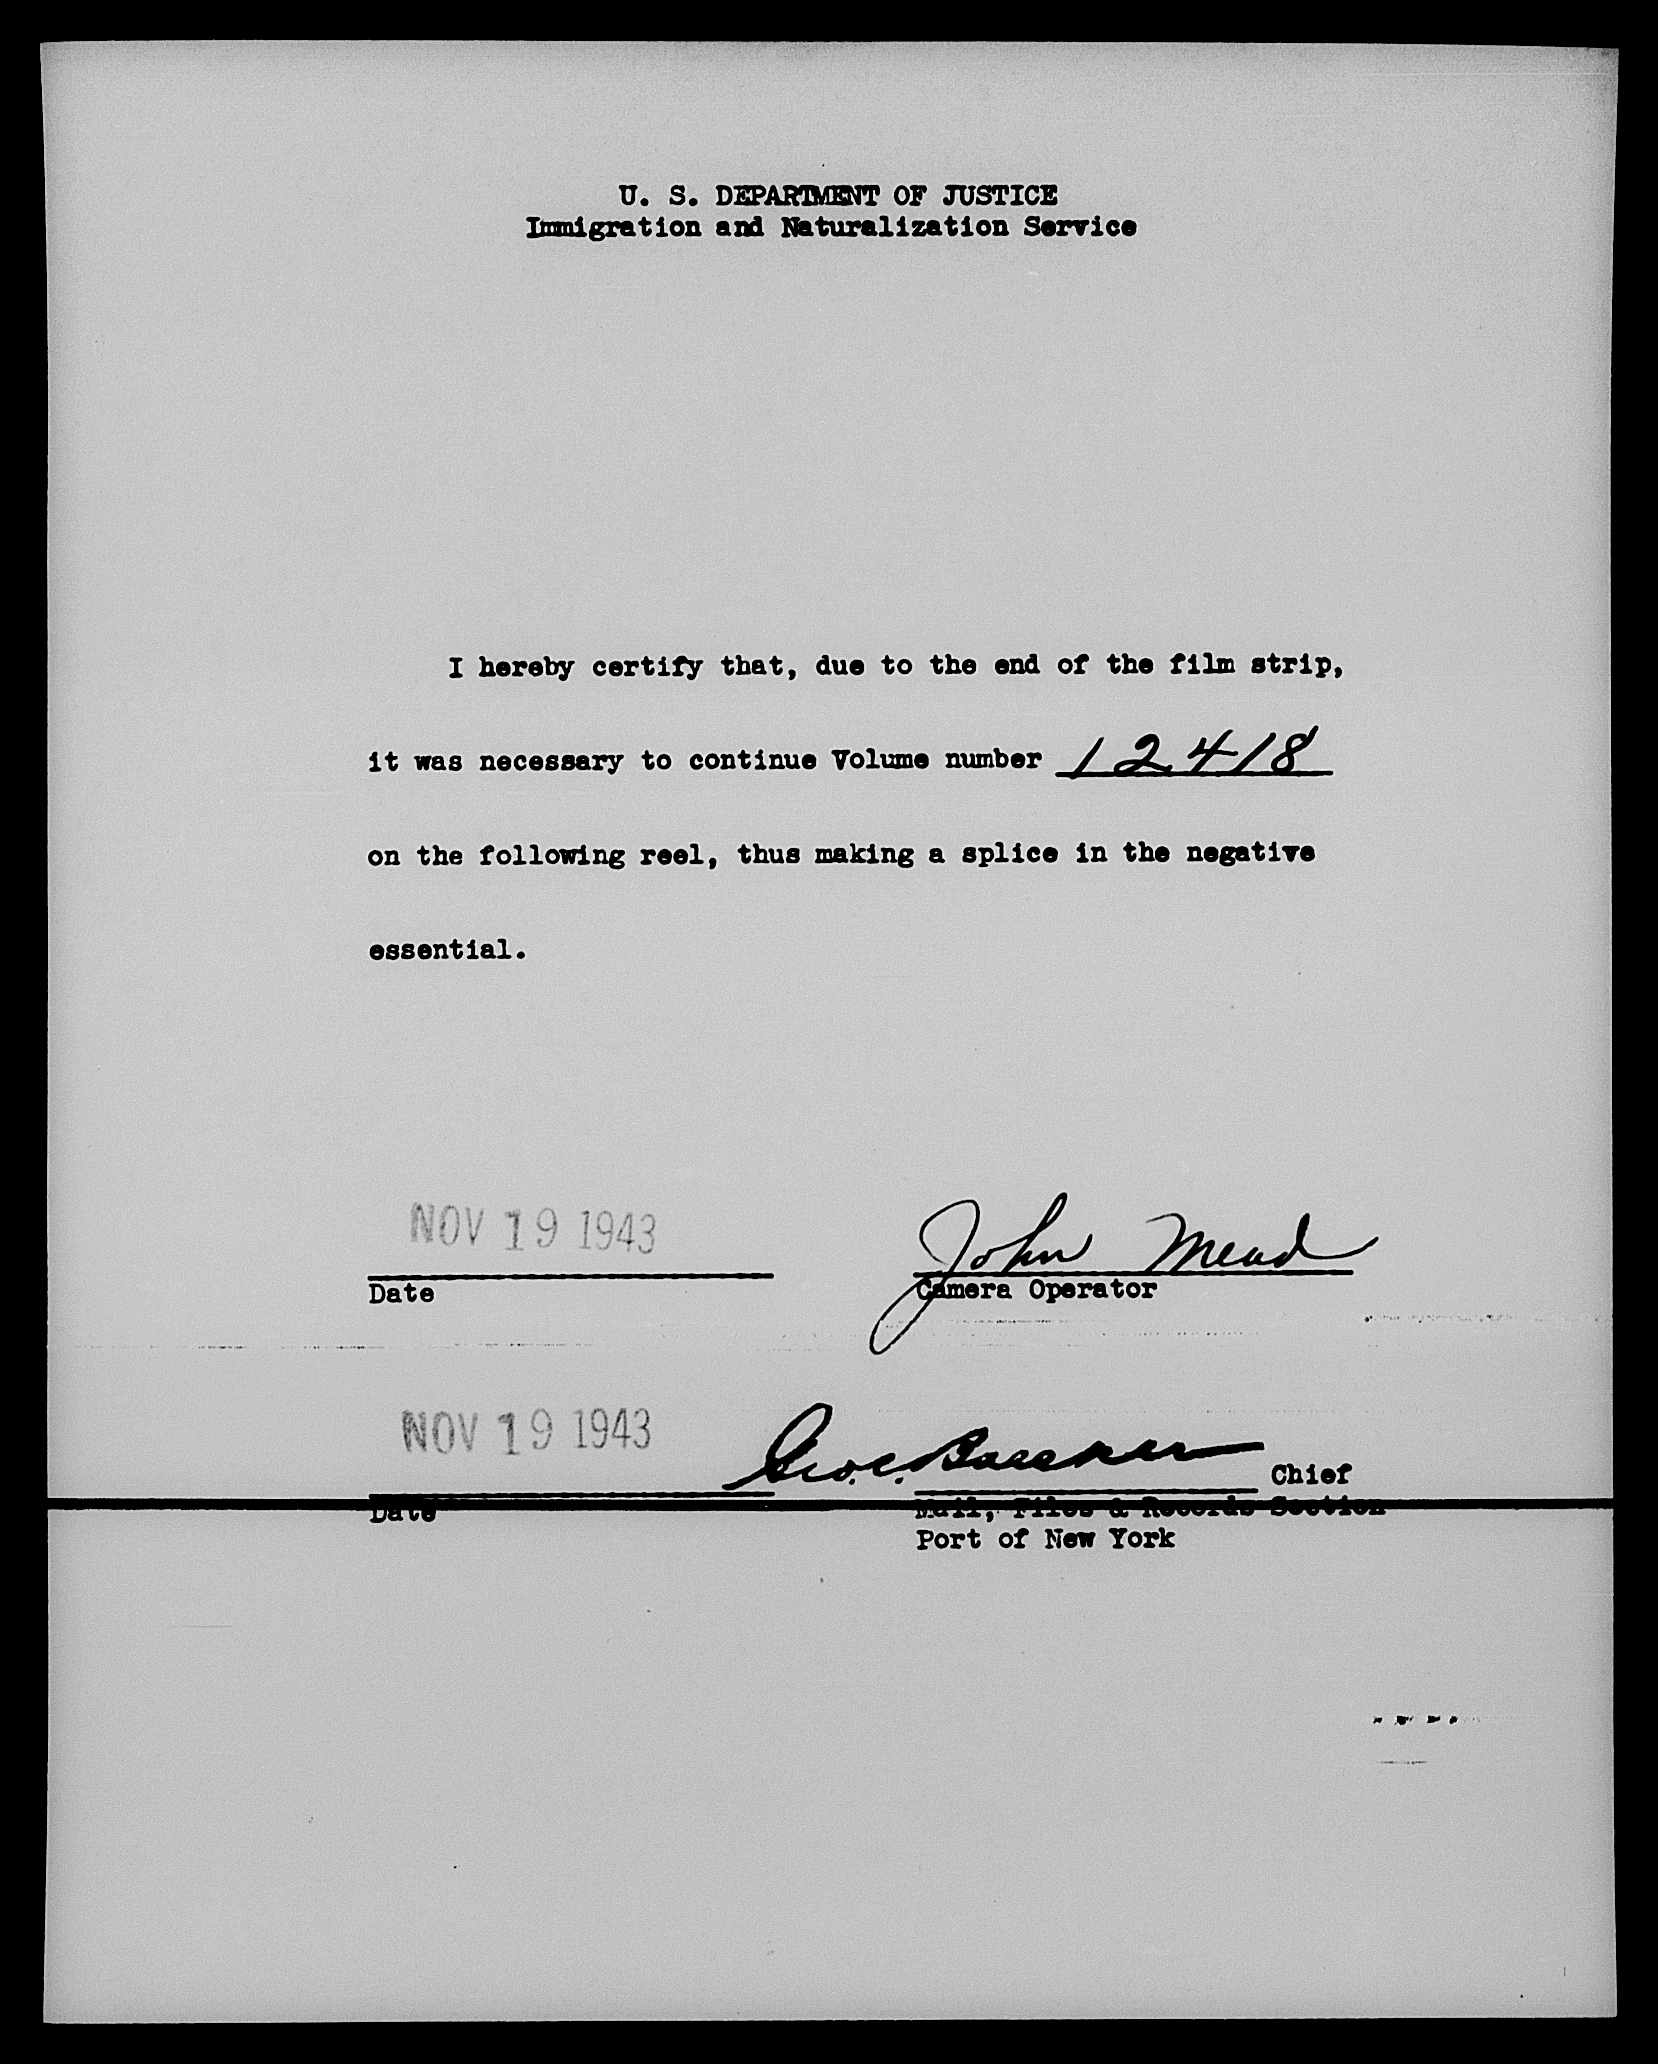 U. S. DEPARTMENT OF JUSTICE
Immigration and Naturalization Service
I hereby certify that, due to the end of the film strip,
it was necessary to continue Volume number 12418
on the following reel, thus making a splice in the negative
essential.
NOV 19 1943
John Mead
Date
Camera Operator
NOV 19 1943
Geo. C.
Chief
Date
Mail, Files & Records Section
Port of New York